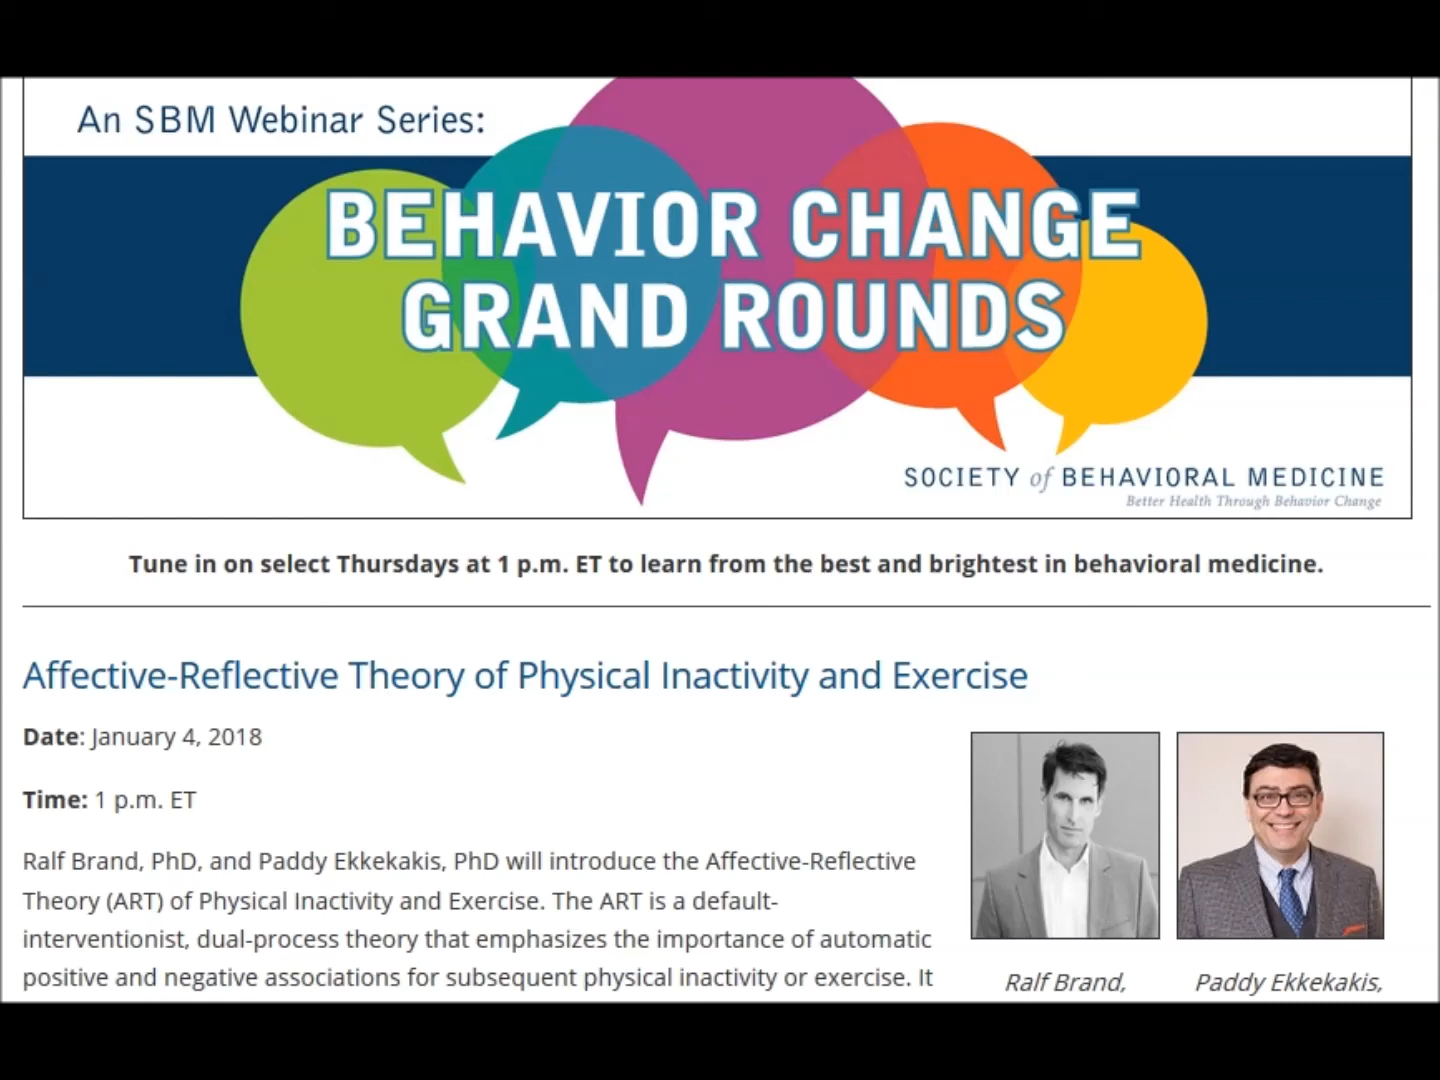 An SBM Webinar Series:
BEHAVIOR CHANGE
GRAND ROUNDS
SOCIETY of BEHAVIORAL MEDICINE
Better Health Through Behavior Change
Tune in on select Thursdays at 1 p.m. ET to learn from the best and brightest in behavioral medicine.
Affective-Reflective Theory of Physical Inactivity and Exercise
Date: January 4, 2018
Time: 1 p.m. ET
Ralf Brand, PhD, and Paddy Ekkekakis, PhD will introduce the Affective-Reflective
Theory (ART) of Physical Inactivity and Exercise. The ART is a default-
interventionist, dual-process theory that emphasizes the importance of automatic
positive and negative associations for subsequent physical inactivity or exercise. It
Ralf Brand,
Paddy Ekkekakis,